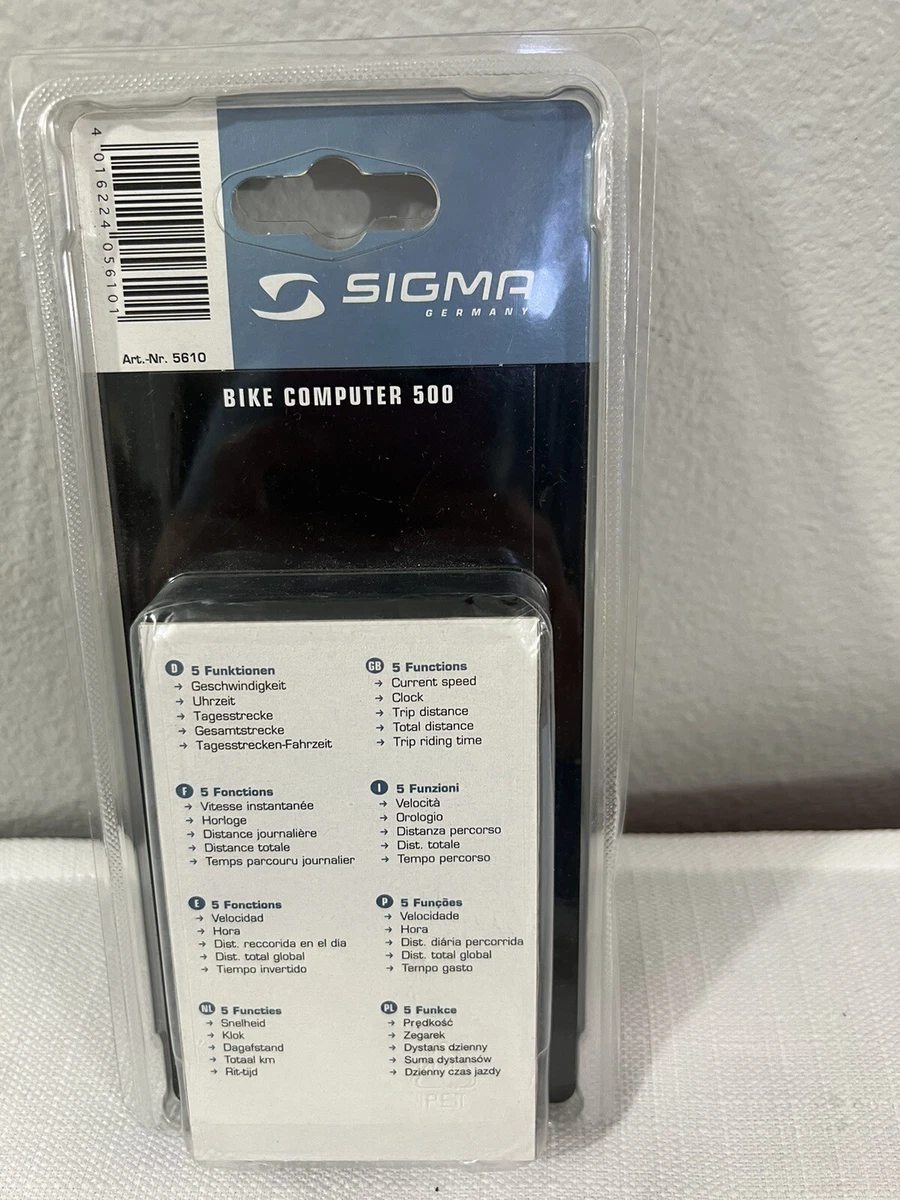 4 016224 056101
Art.-Nr. 5610
SIGMA
GERMANY
BIKE COMPUTER 500
D 5 Funktionen
→ Geschwindigkeit
→ Uhrzeit
→ Tagesstrecke
→ Gesamtstrecke
→ Tagesstrecken-Fahrzeit
GB 5 Functions
→ Current speed
→ Clock
→ Trip distance
→ Total distance
→ Trip riding time
F 5 Fonctions
→ Vitesse instantanée
→ Horloge
→ Distance journalière
→ Distance totale
→ Temps parcouru journalier
I 5 Funzioni
→ Velocità
→ Orologio
→ Distanza percorso
→ Dist. totale
→ Tempo percorso
E 5 Fonctions
→ Velocidad
→ Hora
→ Dist. reccorida en el dia
→ Dist. total global
→ Tiempo invertido
P 5 Funções
→ Velocidade
→ Hora
→ Dist. diária percorrida
→ Dist. total global
→ Tempo gasto
NL 5 Functies
→ Snelheid
→ Klok
→ Dagafstand
→ Totaal km
→ Rit-tijd
PL 5 Funkce
→ Prędkość
→ Zegarek
→ Dystans dzienny
→ Suma dystansów
→ Dzienny czas jazdy